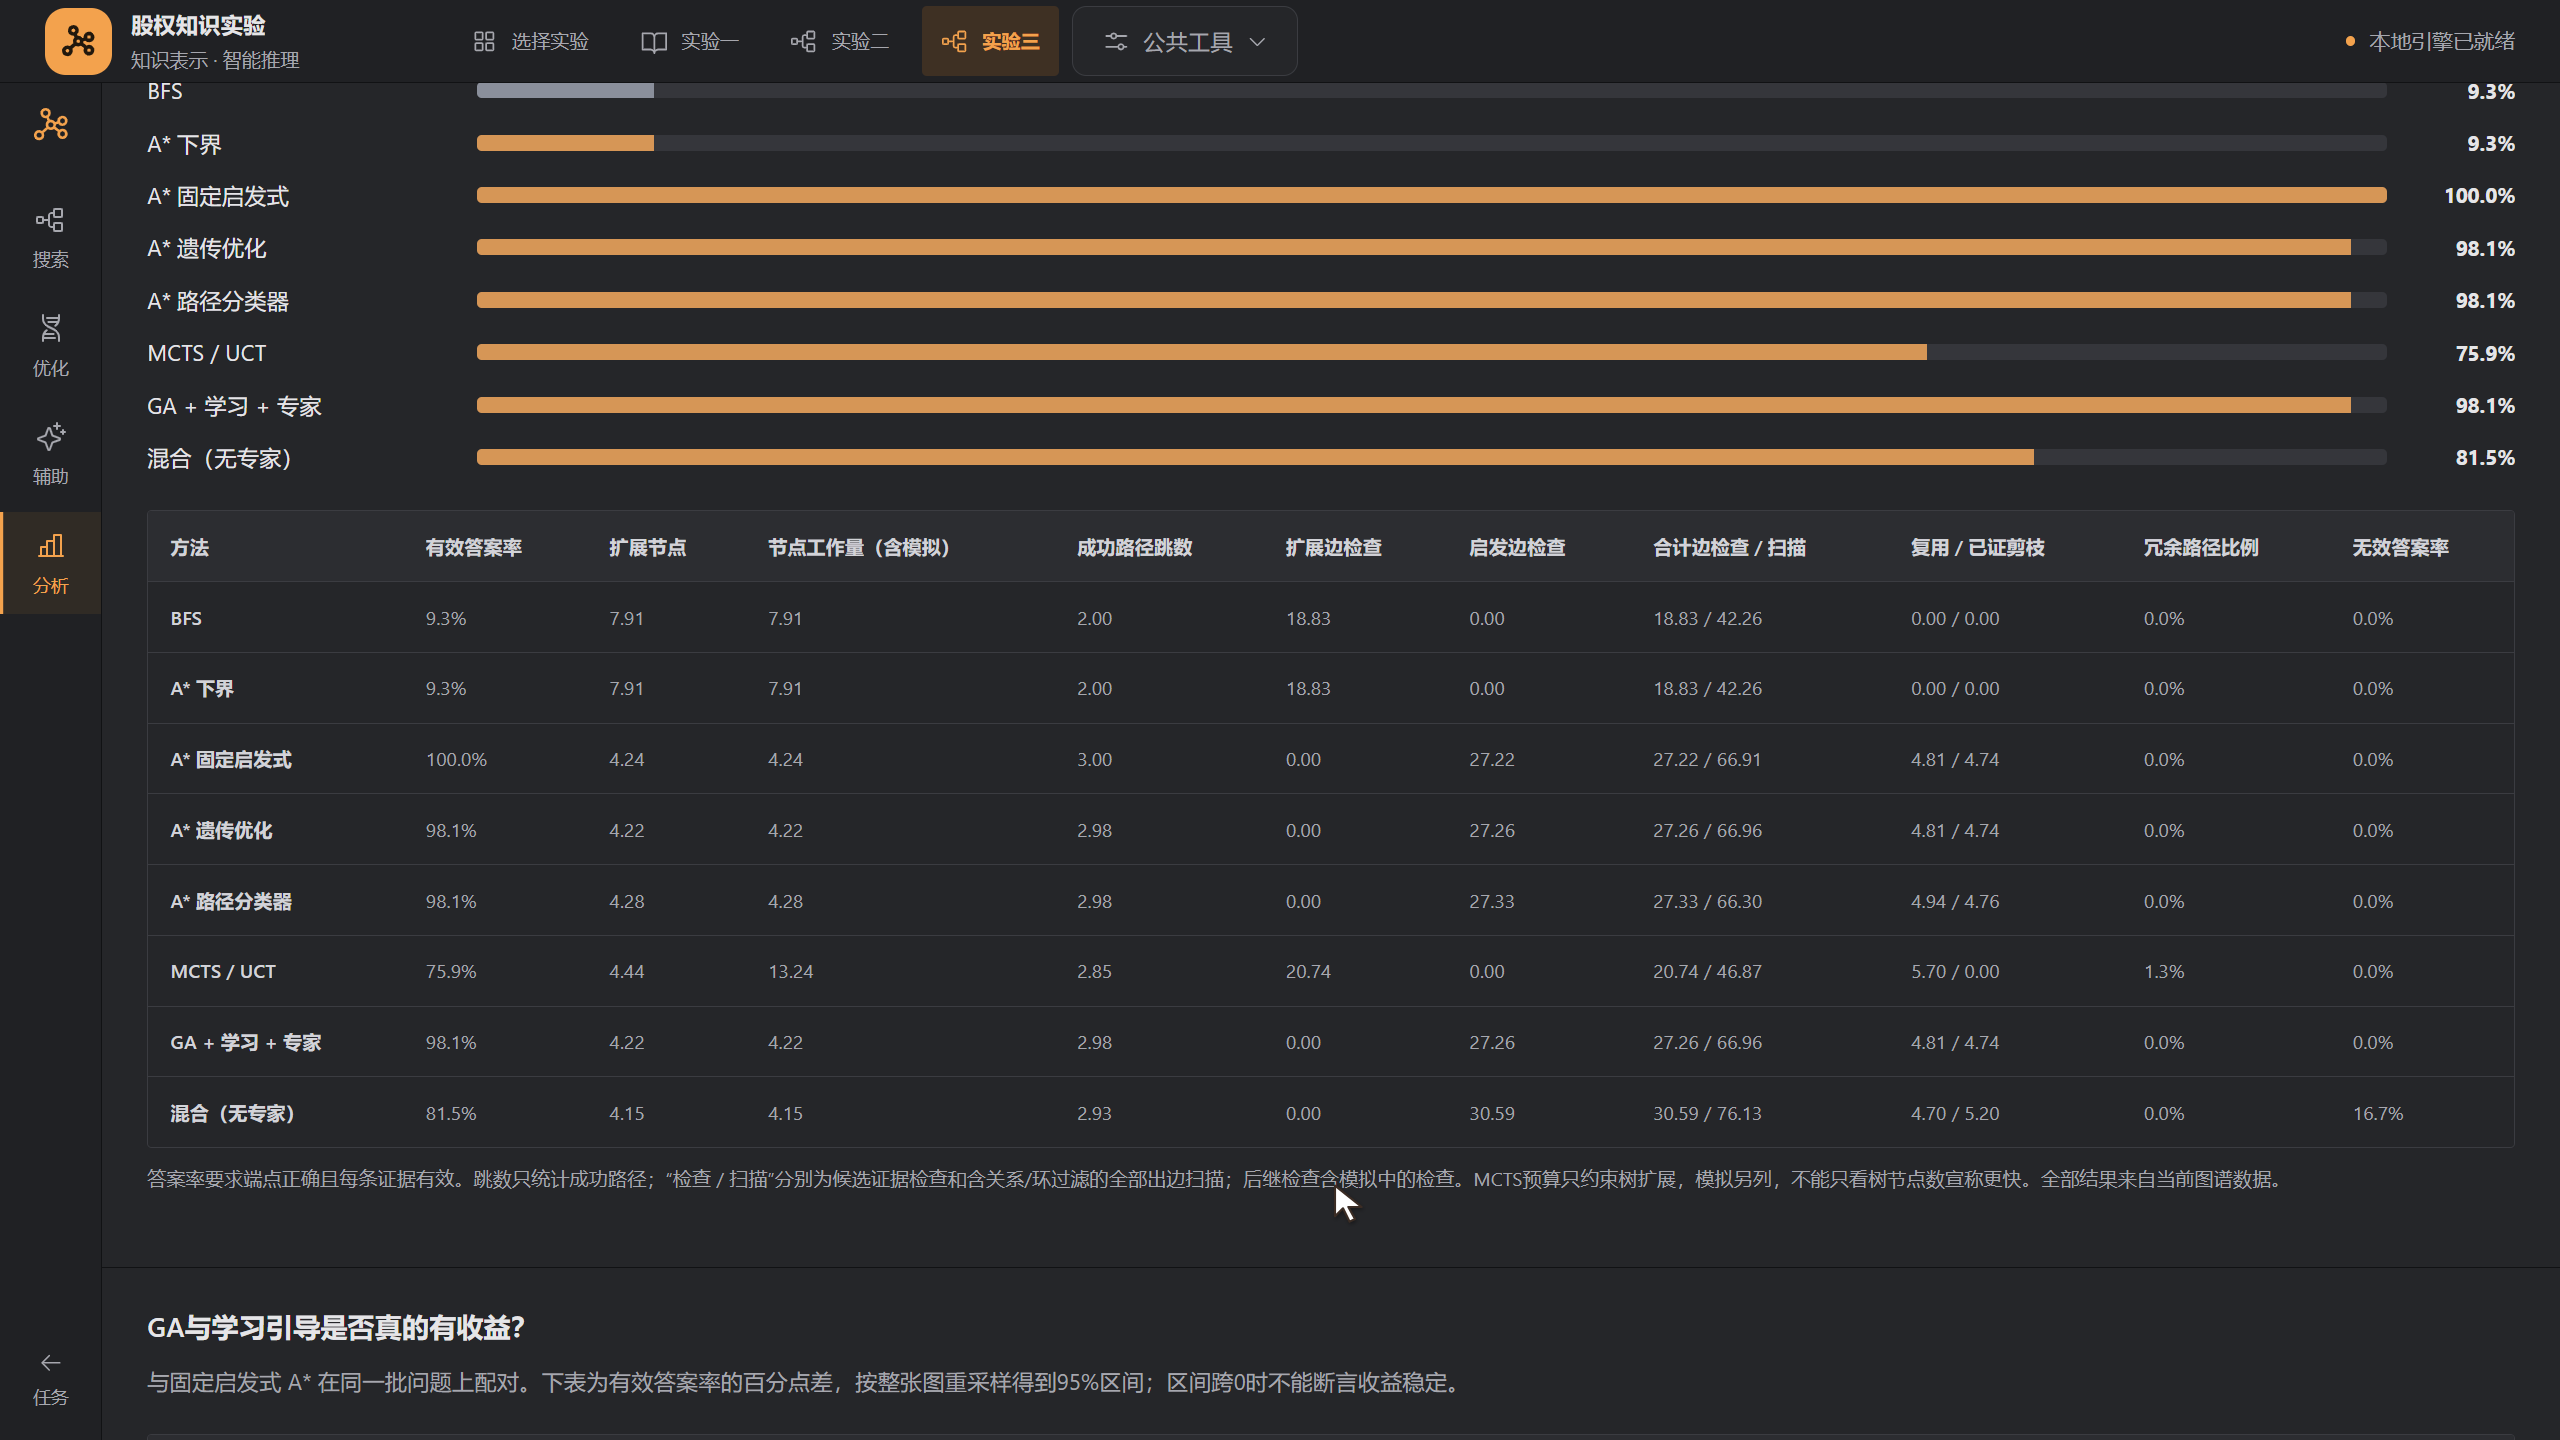 股权知识实验
知识表示 · 智能推理
选择实验
实验一
实验二
实验三
公共工具
本地引擎已就绪
搜索
优化
辅助
分析
任务
BFS 9.3%
A* 下界 9.3%
A* 固定启发式 100.0%
A* 遗传优化 98.1%
A* 路径分类器 98.1%
MCTS / UCT 75.9%
GA + 学习 + 专家 98.1%
混合（无专家） 81.5%
方法 有效答案率 扩展节点 节点工作量（含模拟） 成功路径跳数 扩展边检查 启发边检查 合计边检查 / 扫描 复用 / 已证剪枝 冗余路径比例 无效答案率
BFS 9.3% 7.91 7.91 2.00 18.83 0.00 18.83 / 42.26 0.00 / 0.00 0.0% 0.0%
A* 下界 9.3% 7.91 7.91 2.00 18.83 0.00 18.83 / 42.26 0.00 / 0.00 0.0% 0.0%
A* 固定启发式 100.0% 4.24 4.24 3.00 0.00 27.22 27.22 / 66.91 4.81 / 4.74 0.0% 0.0%
A* 遗传优化 98.1% 4.22 4.22 2.98 0.00 27.26 27.26 / 66.96 4.81 / 4.74 0.0% 0.0%
A* 路径分类器 98.1% 4.28 4.28 2.98 0.00 27.33 27.33 / 66.30 4.94 / 4.76 0.0% 0.0%
MCTS / UCT 75.9% 4.44 13.24 2.85 20.74 0.00 20.74 / 46.87 5.70 / 0.00 1.3% 0.0%
GA + 学习 + 专家 98.1% 4.22 4.22 2.98 0.00 27.26 27.26 / 66.96 4.81 / 4.74 0.0% 0.0%
混合（无专家） 81.5% 4.15 4.15 2.93 0.00 30.59 30.59 / 76.13 4.70 / 5.20 0.0% 16.7%
答案率要求端点正确且每条证据有效。跳数只统计成功路径；“检查 / 扫描”分别为候选证据检查和含关系/环过滤的全部出边扫描；后继检查含模拟中的检查。MCTS预算只约束树扩展，模拟另列，不能只看树节点数宣称更快。全部结果来自当前图谱数据。
GA与学习引导是否真的有收益？
与固定启发式 A* 在同一批问题上配对。下表为有效答案率的百分点差，按整张图重采样得到95%区间；区间跨0时不能断言收益稳定。